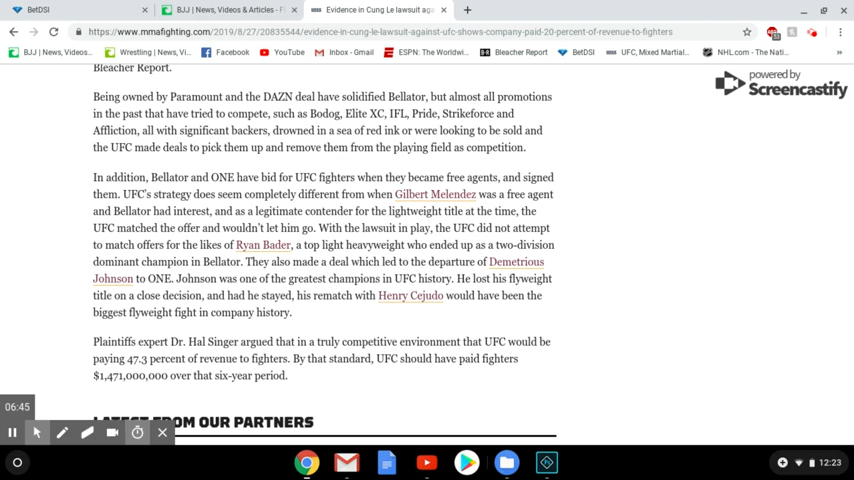 BetDSI
BJJ | News, Videos & Articles - Fl
Evidence in Cung Le lawsuit aga
https://www.mmafighting.com/2019/8/27/20835544/evidence-in-cung-le-lawsuit-against-ufc-shows-company-paid-20-percent-of-revenue-to-fighters
BJJ | News, Videos...
Wrestling | News, Vi...
Facebook
YouTube
Inbox - Gmail
ESPN: The Worldwi...
Bleacher Report
BetDSI
UFC, Mixed Martial...
NHL.com - The Nati...
»
Bleacher Report.
powered by
Screencastify
Being owned by Paramount and the DAZN deal have solidified Bellator, but almost all promotions
in the past that have tried to compete, such as Bodog, Elite XC, IFL, Pride, Strikeforce and
Affliction, all with significant backers, drowned in a sea of red ink or were looking to be sold and
the UFC made deals to pick them up and remove them from the playing field as competition.
In addition, Bellator and ONE have bid for UFC fighters when they became free agents, and signed
them. UFC's strategy does seem completely different from when Gilbert Melendez was a free agent
and Bellator had interest, and as a legitimate contender for the lightweight title at the time, the
UFC matched the offer and wouldn't let him go. With the lawsuit in play, the UFC did not attempt
to match offers for the likes of Ryan Bader, a top light heavyweight who ended up as a two-division
dominant champion in Bellator. They also made a deal which led to the departure of Demetrious
Johnson to ONE. Johnson was one of the greatest champions in UFC history. He lost his flyweight
title on a close decision, and had he stayed, his rematch with Henry Cejudo would have been the
biggest flyweight fight in company history.
Plaintiffs expert Dr. Hal Singer argued that in a truly competitive environment that UFC would be
paying 47.3 percent of revenue to fighters. By that standard, UFC should have paid fighters
$1,471,000,000 over that six-year period.
06:45
LATEST FROM OUR PARTNERS
12:23